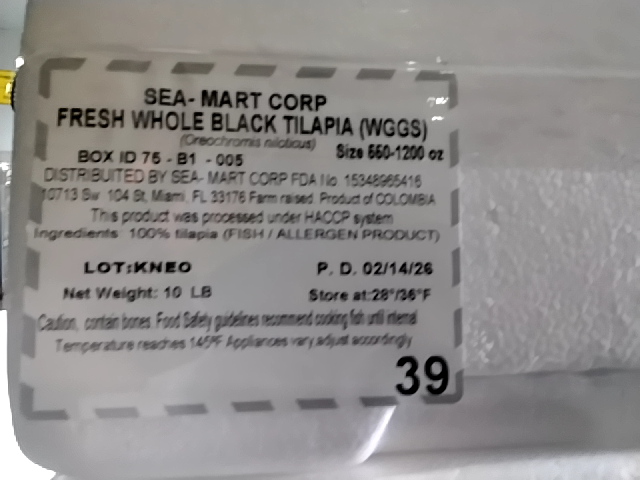 SEA- MART CORP
FRESH WHOLE BLACK TILAPIA (WGGS)
(Oreochromis niloticus)
Size 550-1200 oz
BOX ID 75 - B1 - 005
DISTRIBUITED BY SEA- MART CORP FDA No. 15348965416
10713 Sw 104 St, Miami, FL 33176 Farm raised. Product of COLOMBIA
This product was processed under HACCP system
Ingredients: 100% tilapia (FISH / ALLERGEN PRODUCT)
LOT:KNEO P. D. 02/14/26
Net Weight: 10 LB Store at:28°/36°F
Caution, contain bones. Food Safety guidelines recommend cooking fish until internal
Temperature reaches 145ºF Appliances vary adjust accordingly
39